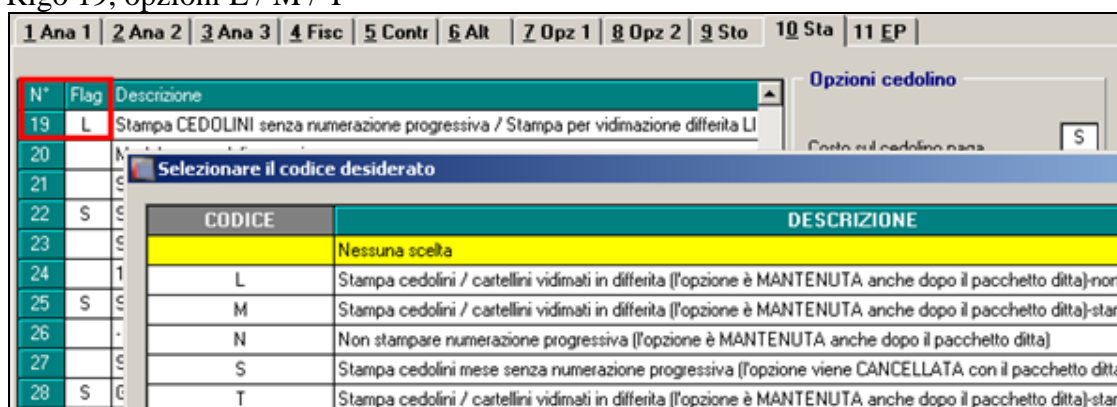 Rigo 19, opzioni L / M / T
1 Ana 1 2 Ana 2 3 Ana 3 4 Fisc 5 Contr 6 Alt 7 Opz 1 8 Opz 2 9 Sto 10 Sta 11 EP
Opzioni cedolino
N° Flag Descrizione
19 L Stampa CEDOLINI senza numerazione progressiva / Stampa per vidimazione differita LI
Costo sul cedolino paga S
20
Selezionare il codice desiderato
21 S
22 S S
CODICE DESCRIZIONE
23 S Nessuna scelta
24 1 L Stampa cedolini / cartellini vidimati in differita (l'opzione è MANTENUTA anche dopo il pacchetto ditta)-non
25 S S M Stampa cedolini / cartellini vidimati in differita (l'opzione è MANTENUTA anche dopo il pacchetto ditta)-star
26 - N Non stampare numerazione progressiva (l'opzione è MANTENUTA anche dopo il pacchetto ditta)
27 S S Stampa cedolini mese senza numerazione progressiva (l'opzione viene CANCELLATA con il pacchetto ditta
28 S G T Stampa cedolini / cartellini vidimati in differita (l'opzione è MANTENUTA anche dopo il pacchetto ditta)-sta